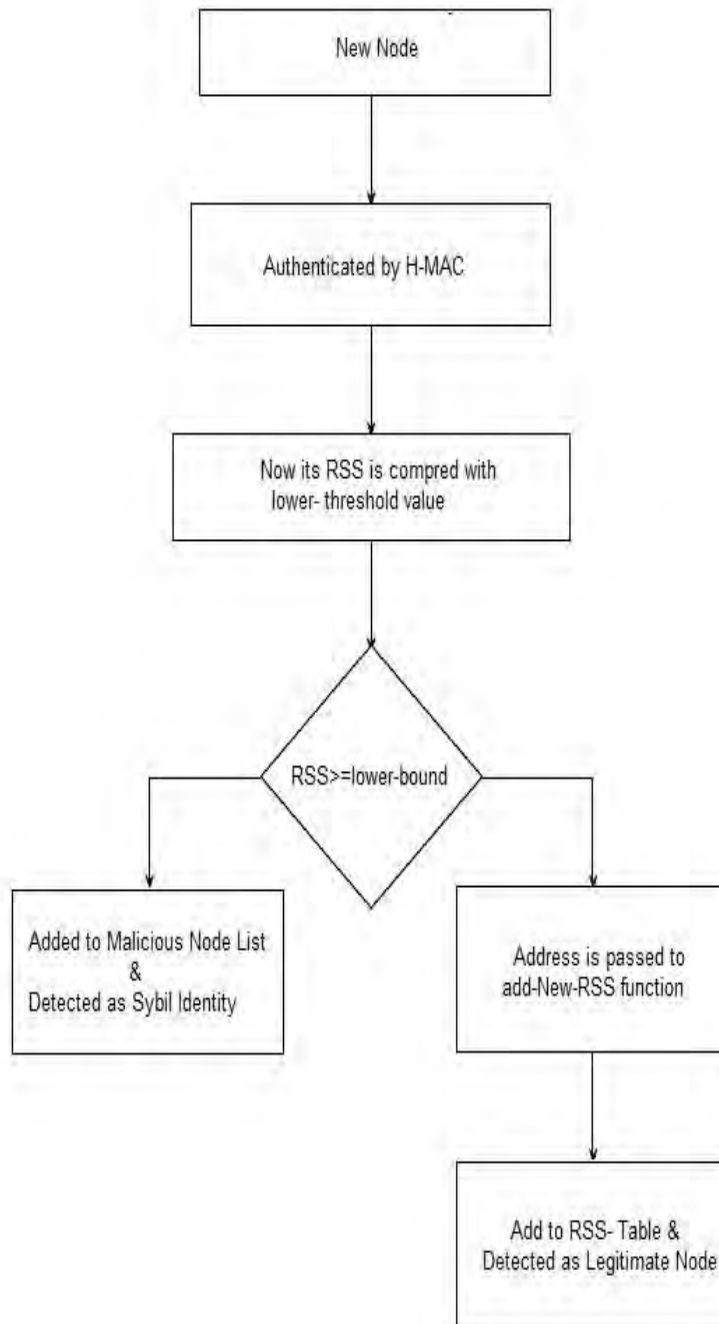 New Node
Authenticated by H-MAC
Now its RSS is compred with
lower- threshold value
RSS>=lower-bound
Added to Malicious Node List
&
Detected as Sybil Identity
Address is passed to
add-New-RSS function
Add to RSS- Table &
Detected as Legitimate Node